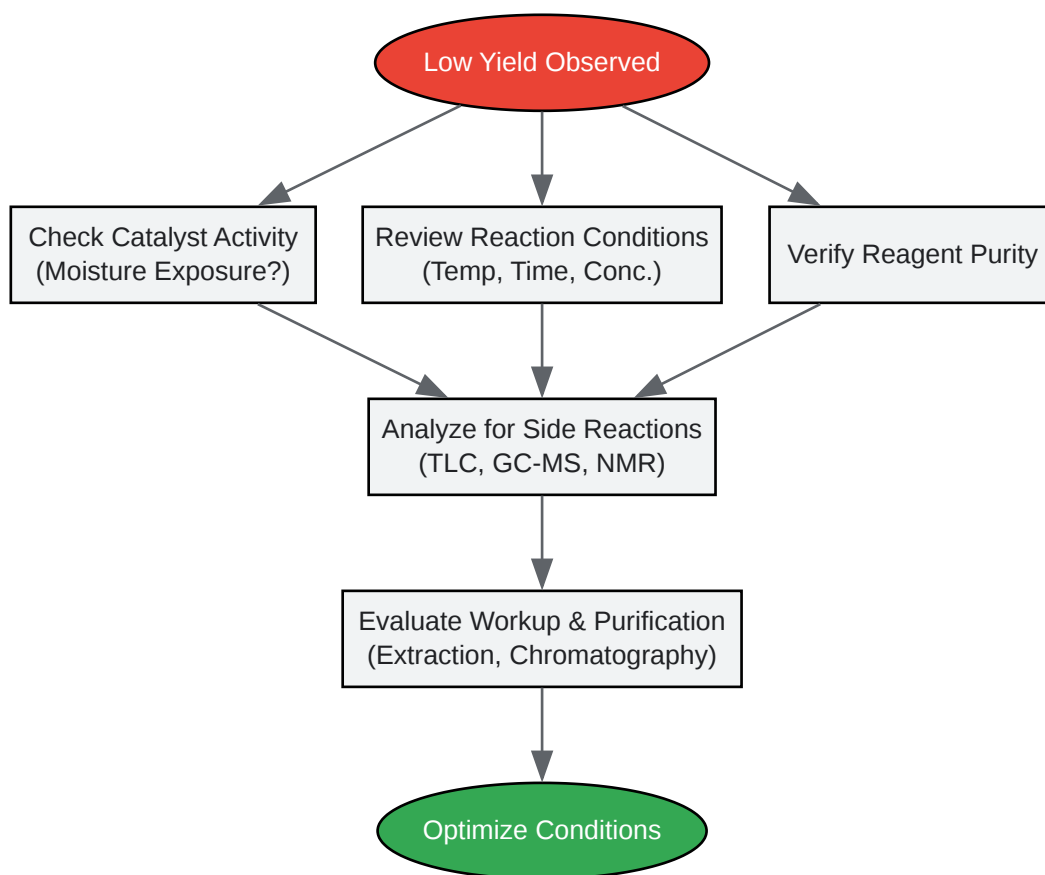 Low Yield Observed
Check Catalyst Activity
(Moisture Exposure?)
Review Reaction Conditions
(Temp, Time, Conc.)
Verify Reagent Purity
Analyze for Side Reactions
(TLC, GC-MS, NMR)
Evaluate Workup & Purification
(Extraction, Chromatography)
Optimize Conditions